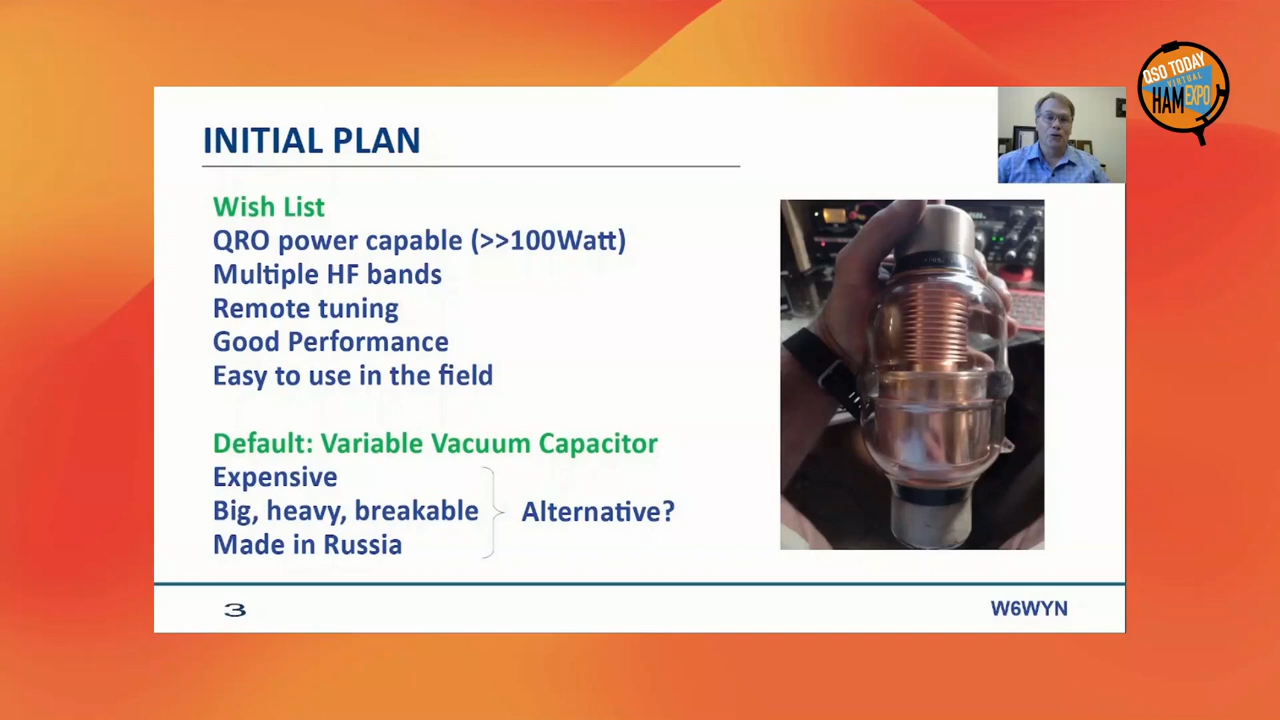 QSO TODAY
VIRTUAL
HAM EXPO
INITIAL PLAN
Wish List
QRO power capable (>>100Watt)
Multiple HF bands
Remote tuning
Good Performance
Easy to use in the field
Default: Variable Vacuum Capacitor
Expensive
Big, heavy, breakable
Alternative?
Made in Russia
3
W6WYN